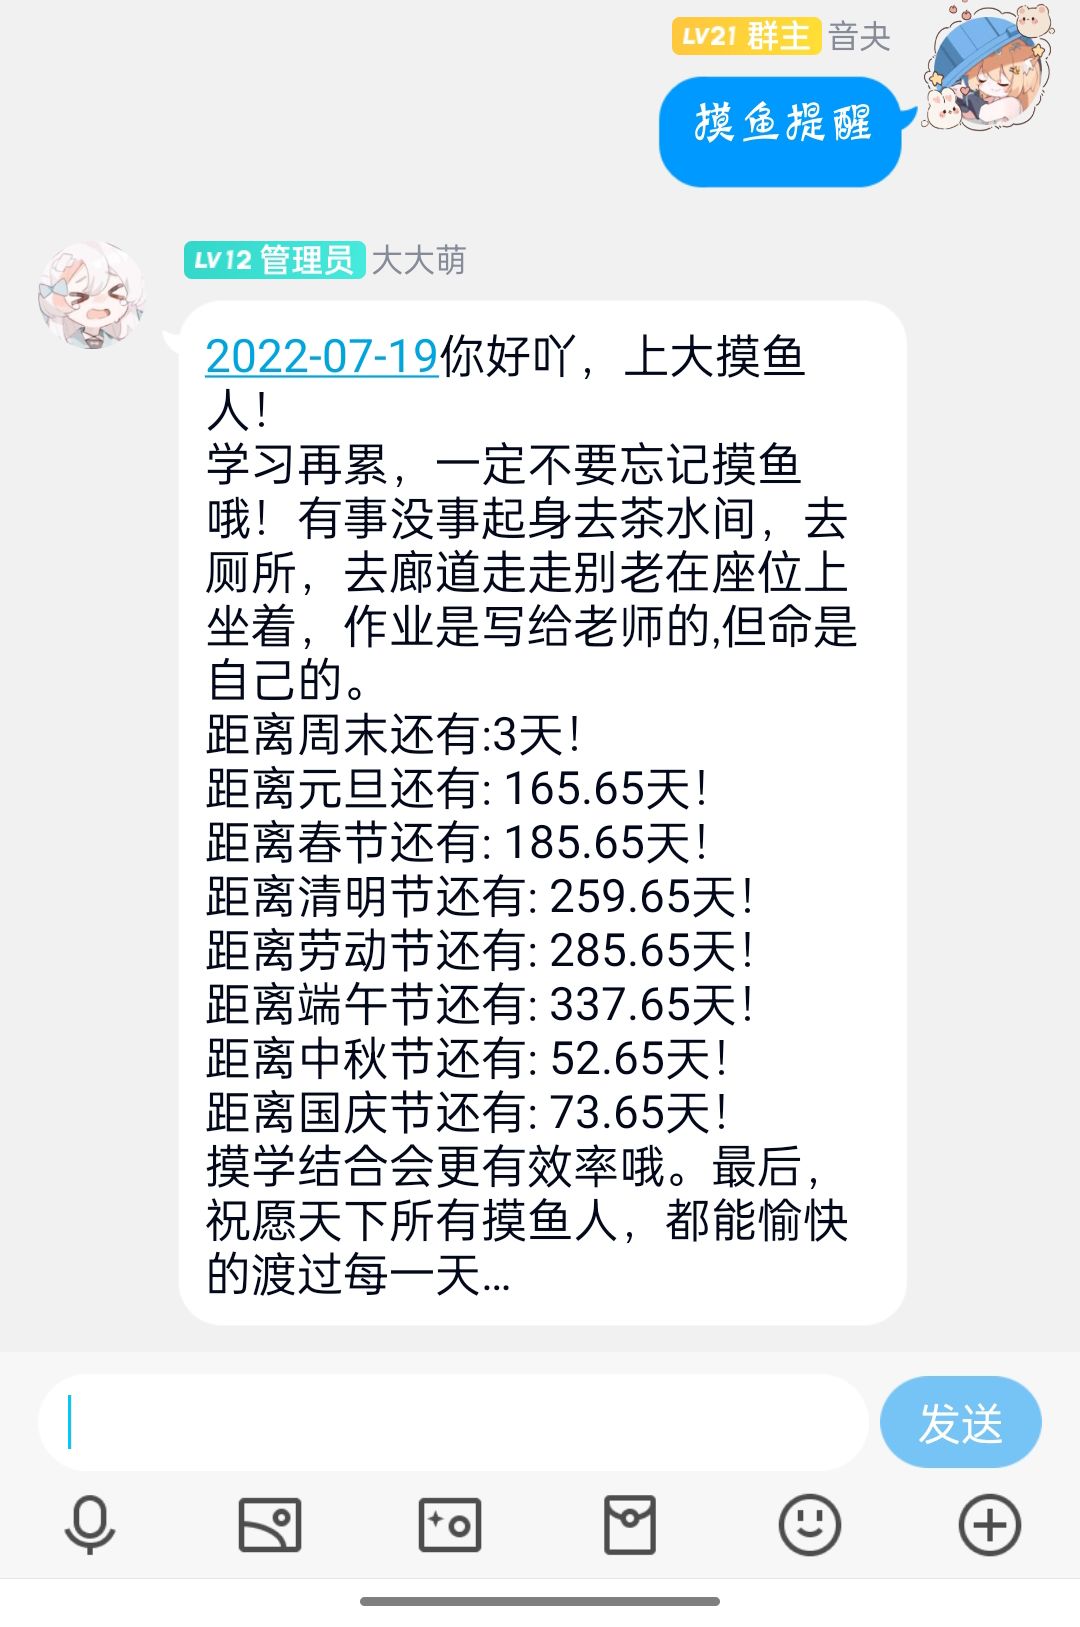 LV21 群主 音夬
摸鱼提醒
LV12 管理员 大大萌
2022-07-19你好吖，上大摸鱼
人！
学习再累，一定不要忘记摸鱼
哦！有事没事起身去茶水间，去
厕所，去廊道走走别老在座位上
坐着，作业是写给老师的,但命是
自己的。
距离周末还有:3天！
距离元旦还有: 165.65天！
距离春节还有: 185.65天！
距离清明节还有: 259.65天！
距离劳动节还有: 285.65天！
距离端午节还有: 337.65天！
距离中秋节还有: 52.65天！
距离国庆节还有: 73.65天！
摸学结合会更有效率哦。最后，
祝愿天下所有摸鱼人，都能愉快
的渡过每一天...
发送